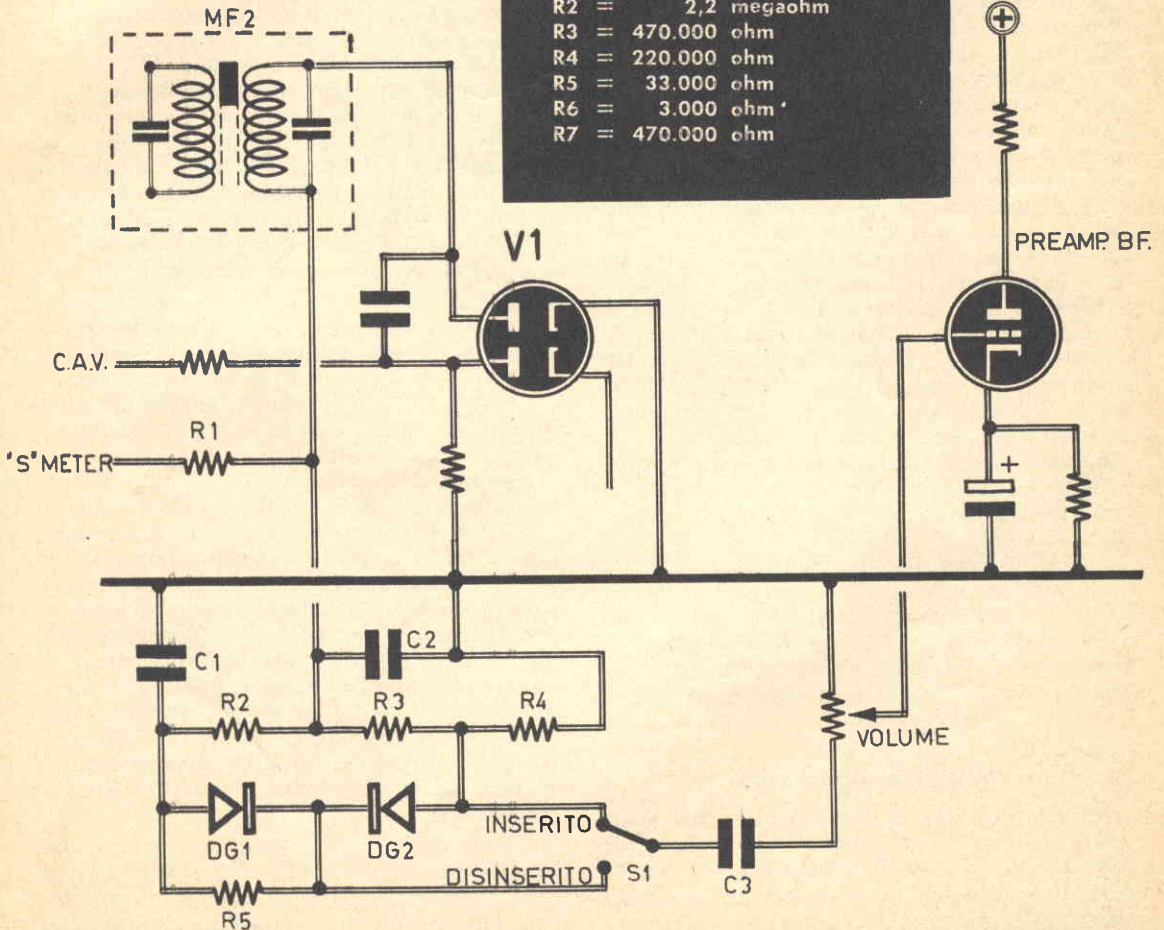 MF2
R2 = 2,2 megaohm
R3 = 470.000 ohm
R4 = 220.000 ohm
R5 = 33.000 ohm
R6 = 3.000 ohm
R7 = 470.000 ohm
V1
PREAMP. BF.
C.A.V.
R1
"S" METER
+
C1
C2
R2
R3
R4
VOLUME
DG1
DG2
INSERITO
DISINSERITO
S1
C3
R5